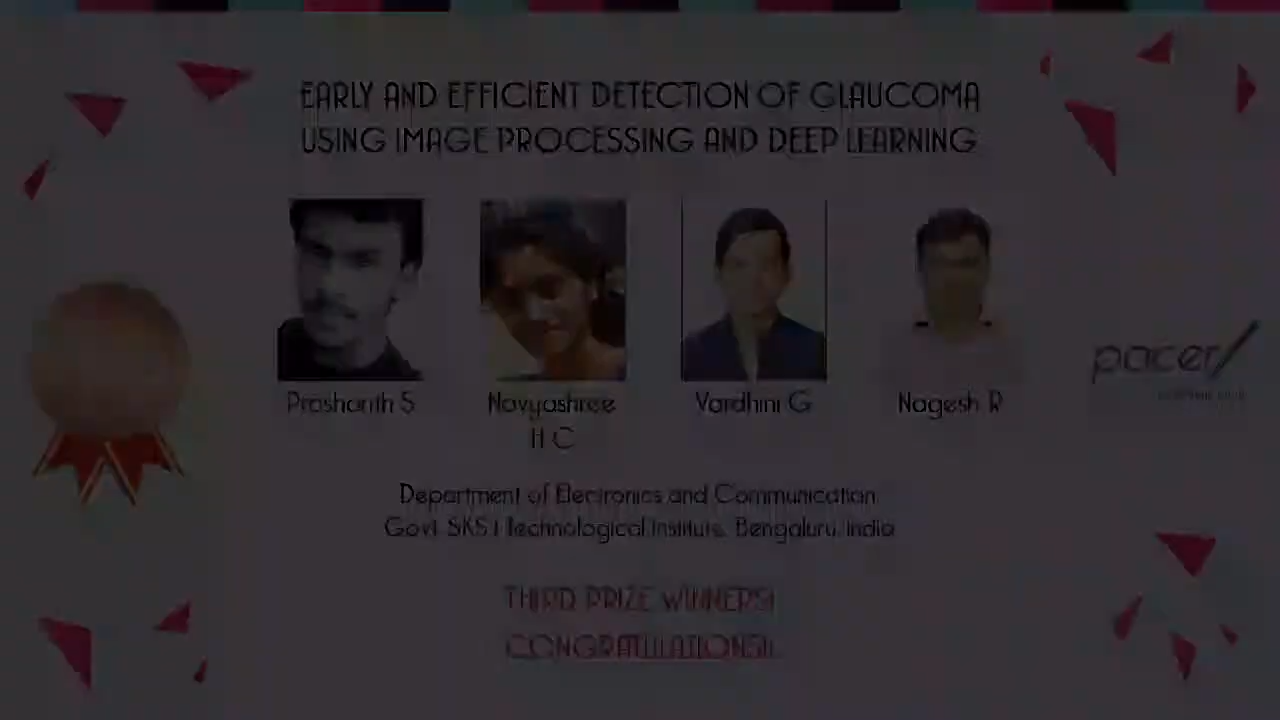 EARLY AND EFFICIENT DETECTION OF GLAUCOMA
USING IMAGE PROCESSING AND DEEP LEARNING
Prashanth S
Navyashree
H C
Vardhini G
Nagesh R
pacer
Department of Electronics and Communication
Govt SKSJ Technological Institute, Bengaluru, India
THIRD PRIZE WINNERS!
CONGRATULATIONS!!